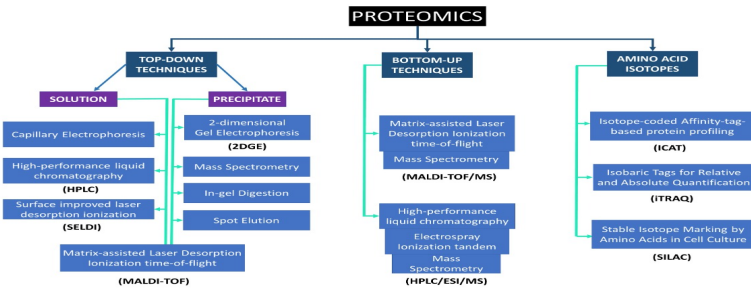 PROTEOMICS
TOP-DOWN
TECHNIQUES
SOLUTION
PRECIPITATE
Capillary Electrophoresis
High-performance liquid
chromatography
(HPLC)
Surface improved laser
desorption ionization
(SELDI)
2-dimensional
Gel Electrophoresis
(2DGE)
Mass Spectrometry
In-gel Digestion
Spot Elution
Matrix-assisted Laser Desorption
Ionization time-of-flight
(MALDI-TOF)
BOTTOM-UP
TECHNIQUES
Matrix-assisted Laser
Desorption Ionization
time-of-flight
Mass Spectrometry
(MALDI-TOF/MS)
High-performance
liquid chromatography
Electrospray
Ionization tandem
Mass
Spectrometry
(HPLC/ESI/MS)
AMINO ACID
ISOTOPES
Isotope-coded Affinity-tag-
based protein profiling
(ICAT)
Isobaric Tags for Relative
and Absolute Quantification
(iTRAQ)
Stable Isotope Marking by
Amino Acids in Cell Culture
(SILAC)